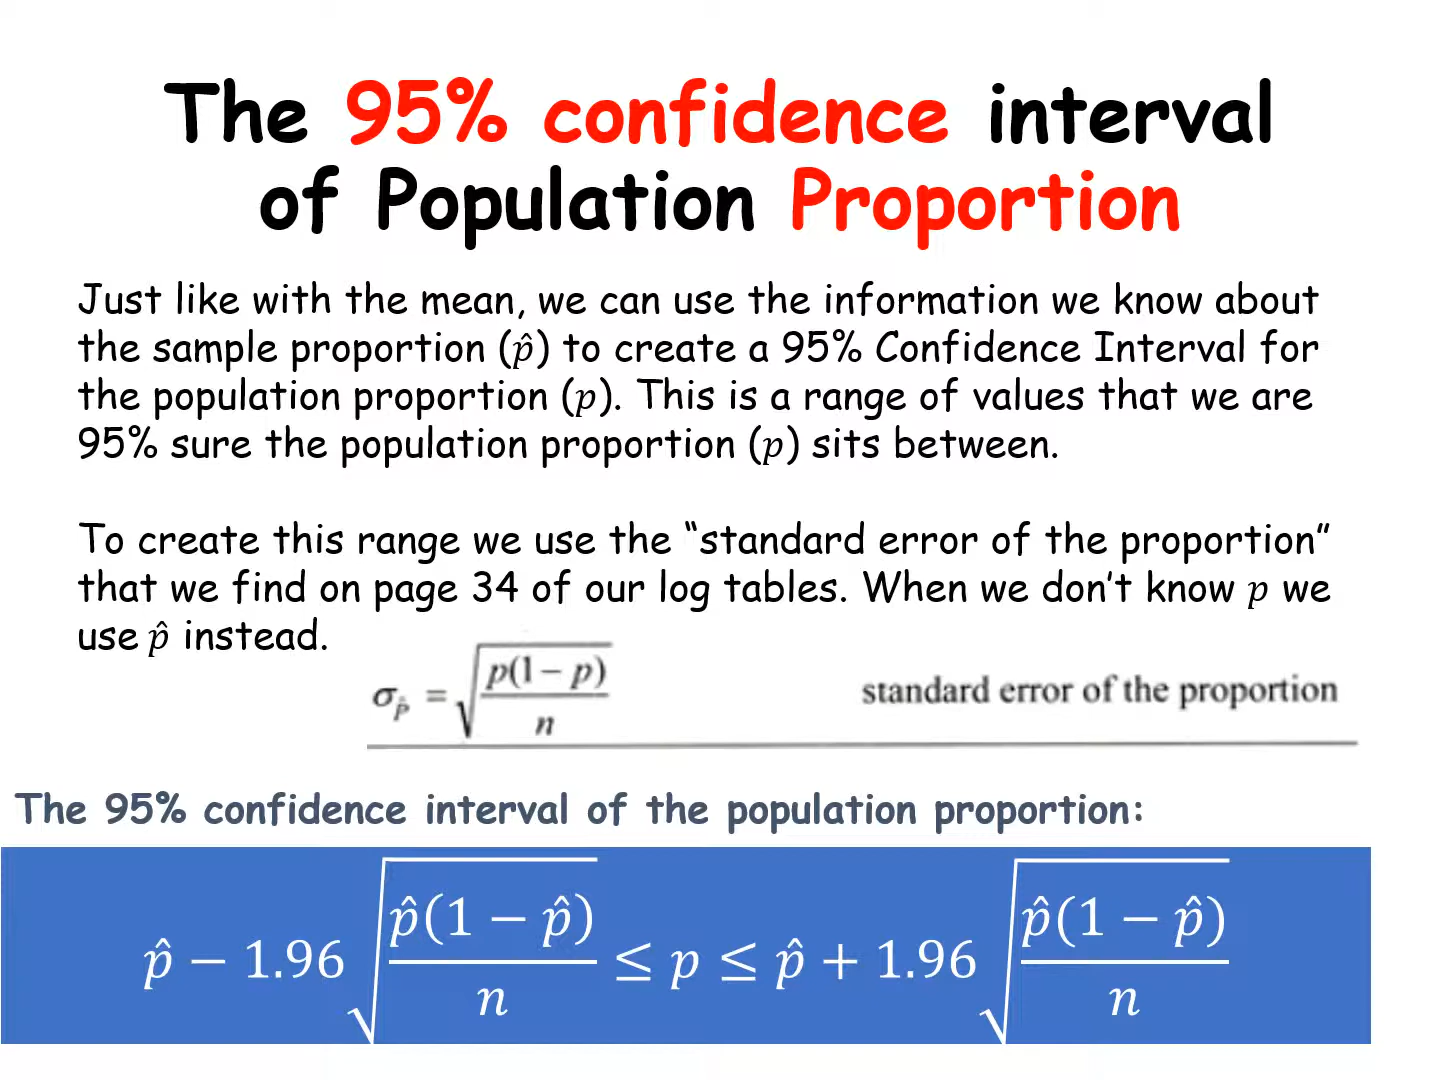 The 95% confidence interval
of Population Proportion
Just like with the mean, we can use the information we know about
the sample proportion (p̂) to create a 95% Confidence Interval for
the population proportion (p). This is a range of values that we are
95% sure the population proportion (p) sits between.
To create this range we use the “standard error of the proportion”
that we find on page 34 of our log tables. When we don’t know p we
use p̂ instead.
σ_p̂ = √(p(1 − p)/n) standard error of the proportion
The 95% confidence interval of the population proportion:
p̂ − 1.96 √(p̂(1 − p̂)/n) ≤ p ≤ p̂ + 1.96 √(p̂(1 − p̂)/n)